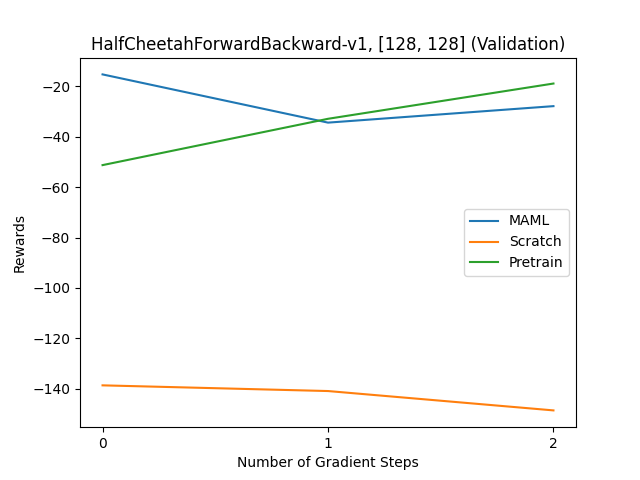 HalfCheetahForwardBackward-v1, [128, 128] (Validation)
−20
−40
−60
−80
−100
−120
−140
Rewards
MAML
Scratch
Pretrain
0
1
2
Number of Gradient Steps